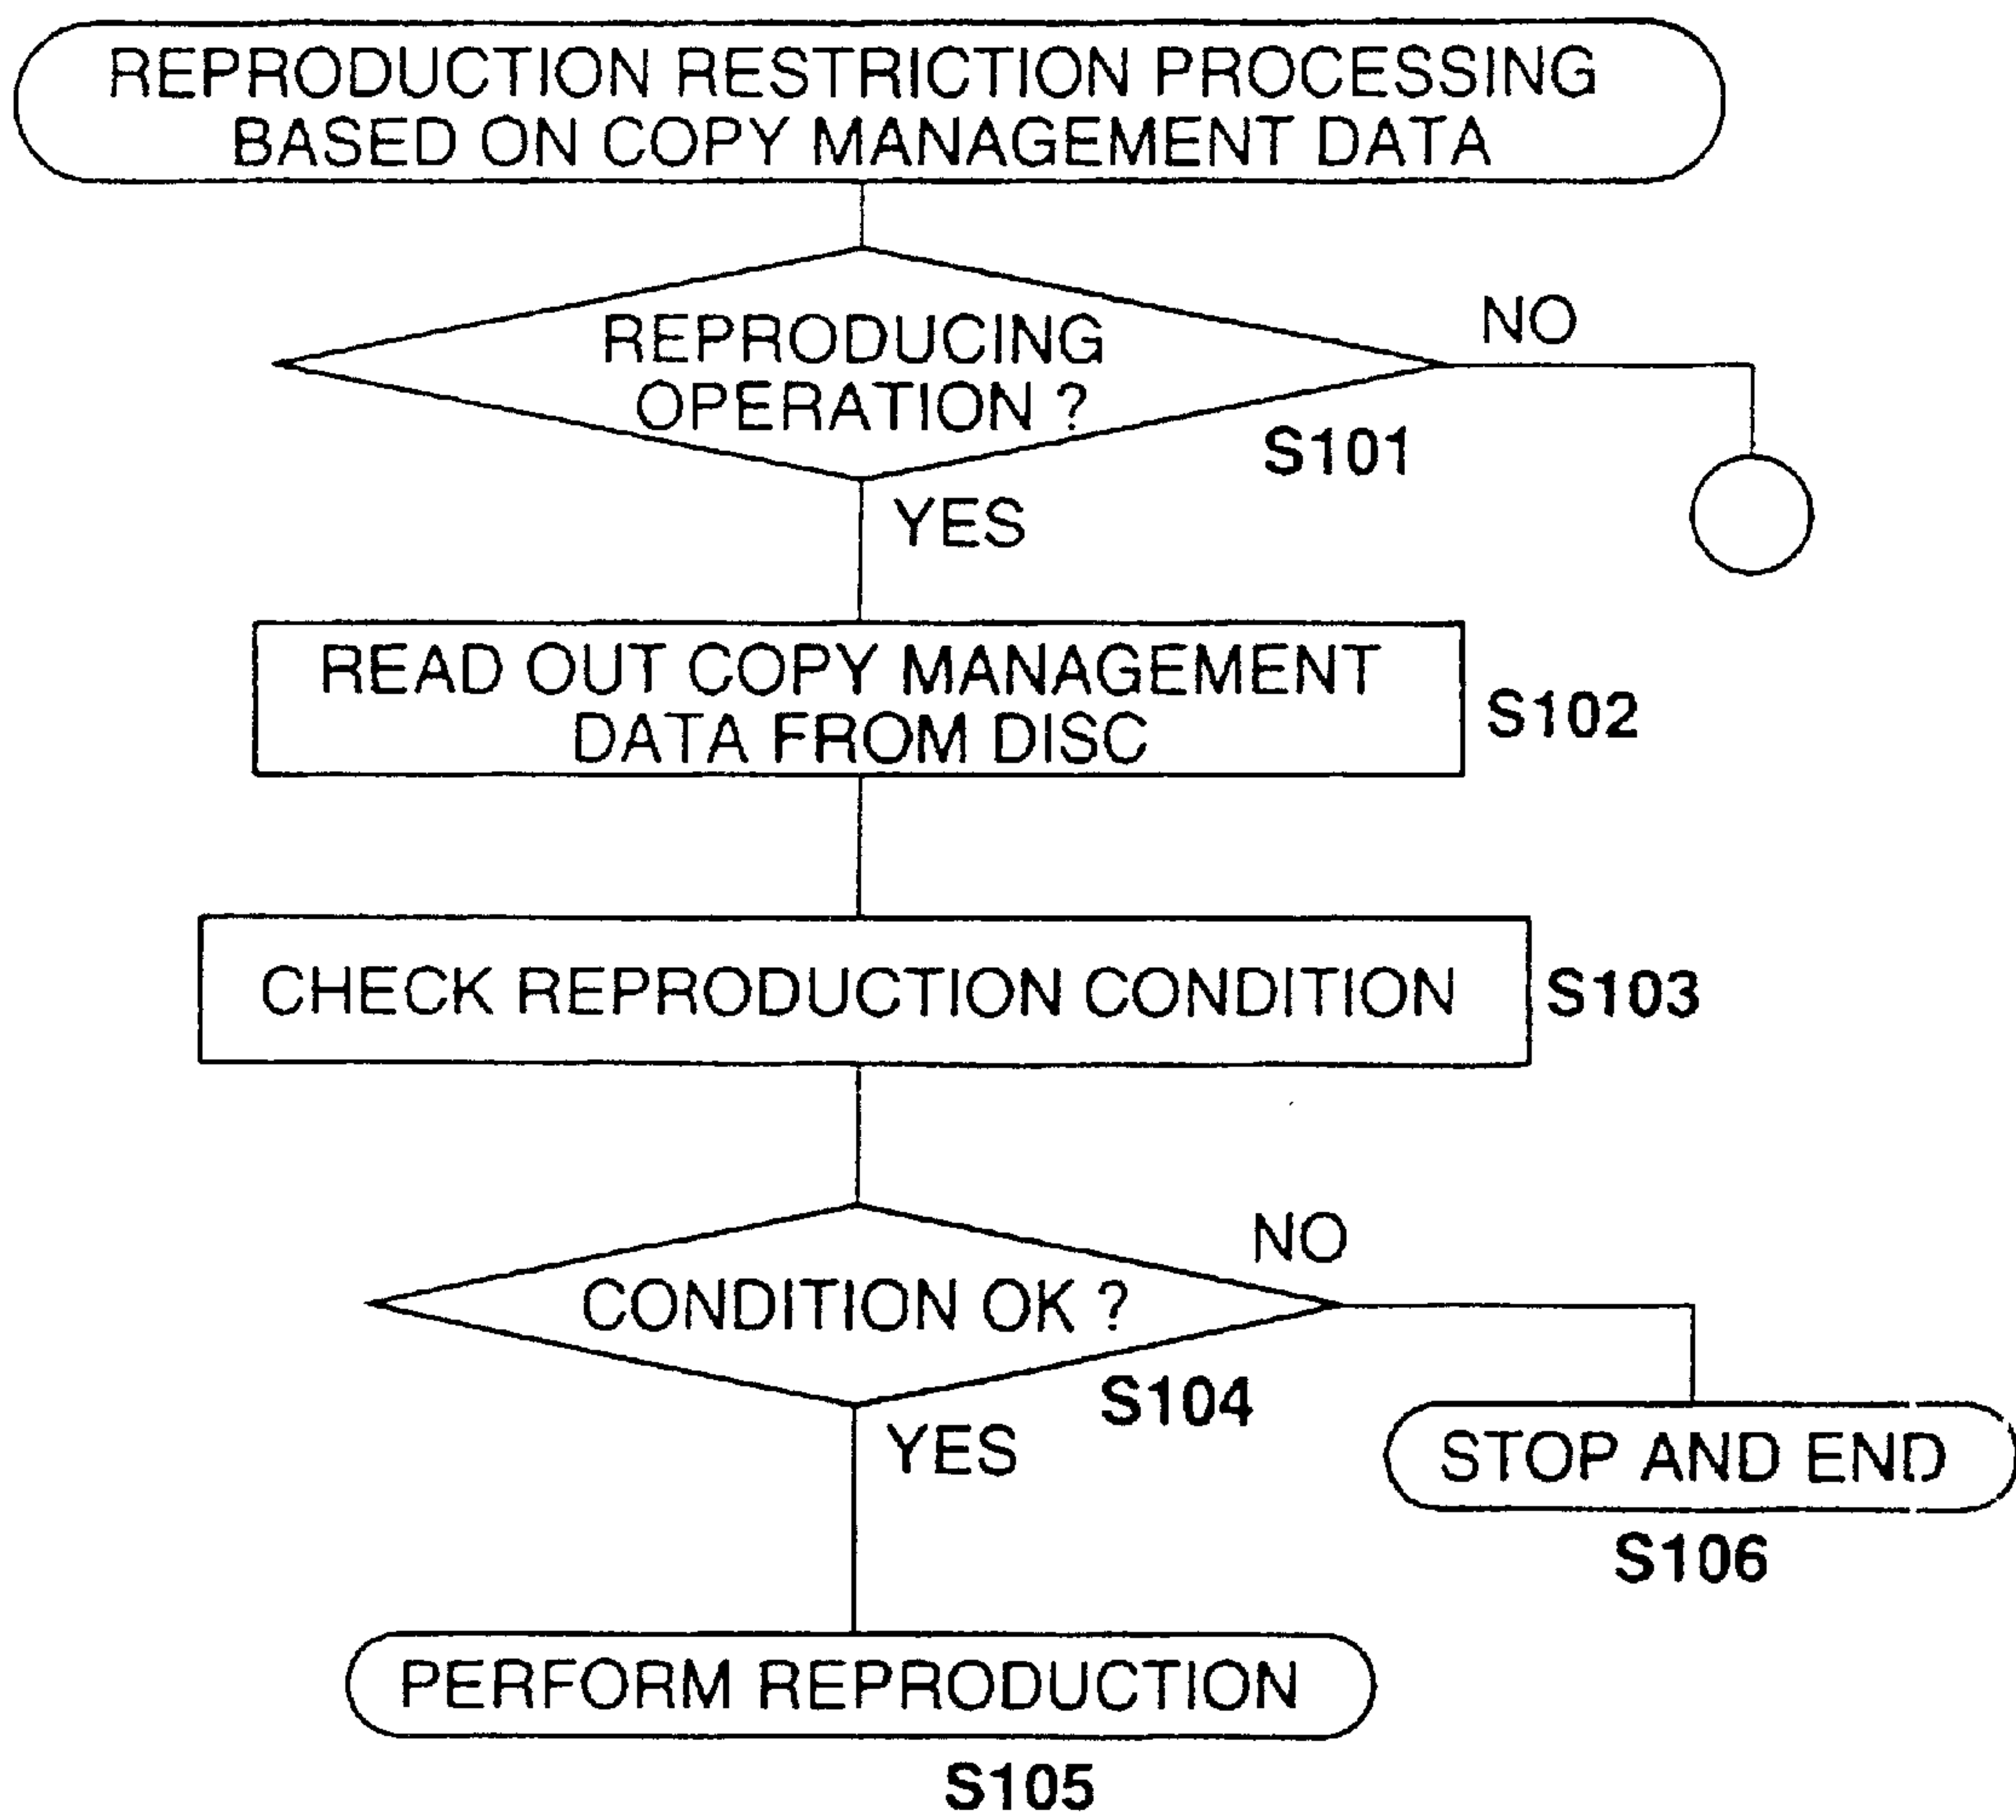 REPRODUCTION RESTRICTION PROCESSING
BASED ON COPY MANAGEMENT DATA
REPRODUCING
OPERATION ?
NO
S101
YES
READ OUT COPY MANAGEMENT
DATA FROM DISC
S102
CHECK REPRODUCTION CONDITION
S103
CONDITION OK ?
NO
S104
YES
STOP AND END
S106
PERFORM REPRODUCTION
S105